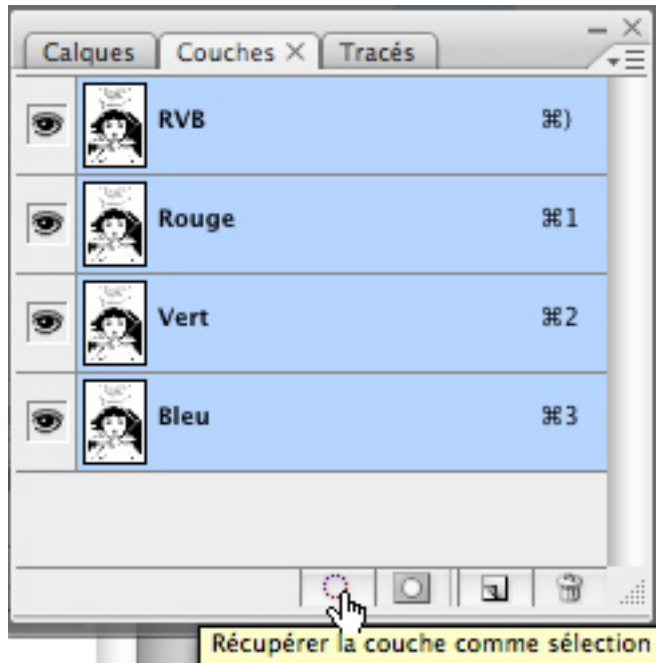 Calques Couches × Tracés
RVB ⌘)
Rouge ⌘1
Vert ⌘2
Bleu ⌘3
Récupérer la couche comme sélection